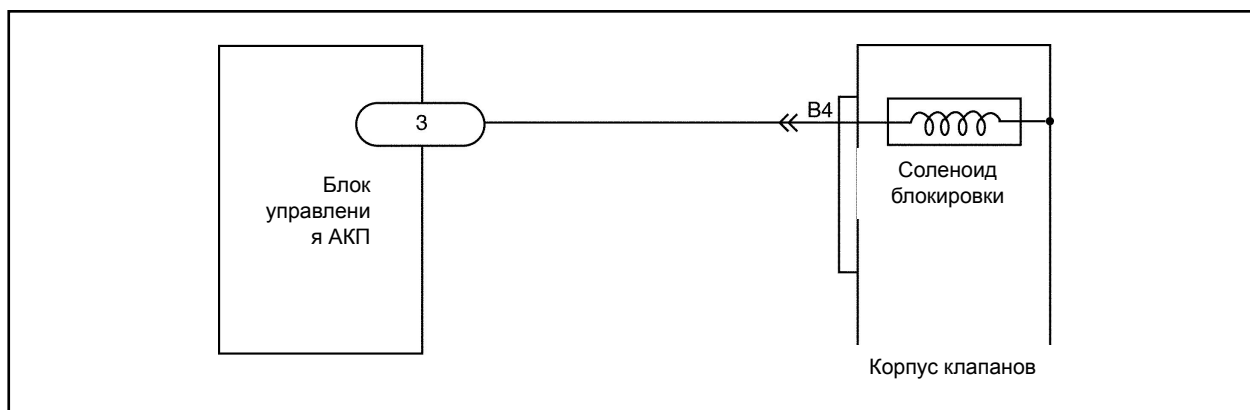 3
B4
Блок
управлени
я АКП
Соленоид
блокировки
Корпус клапанов